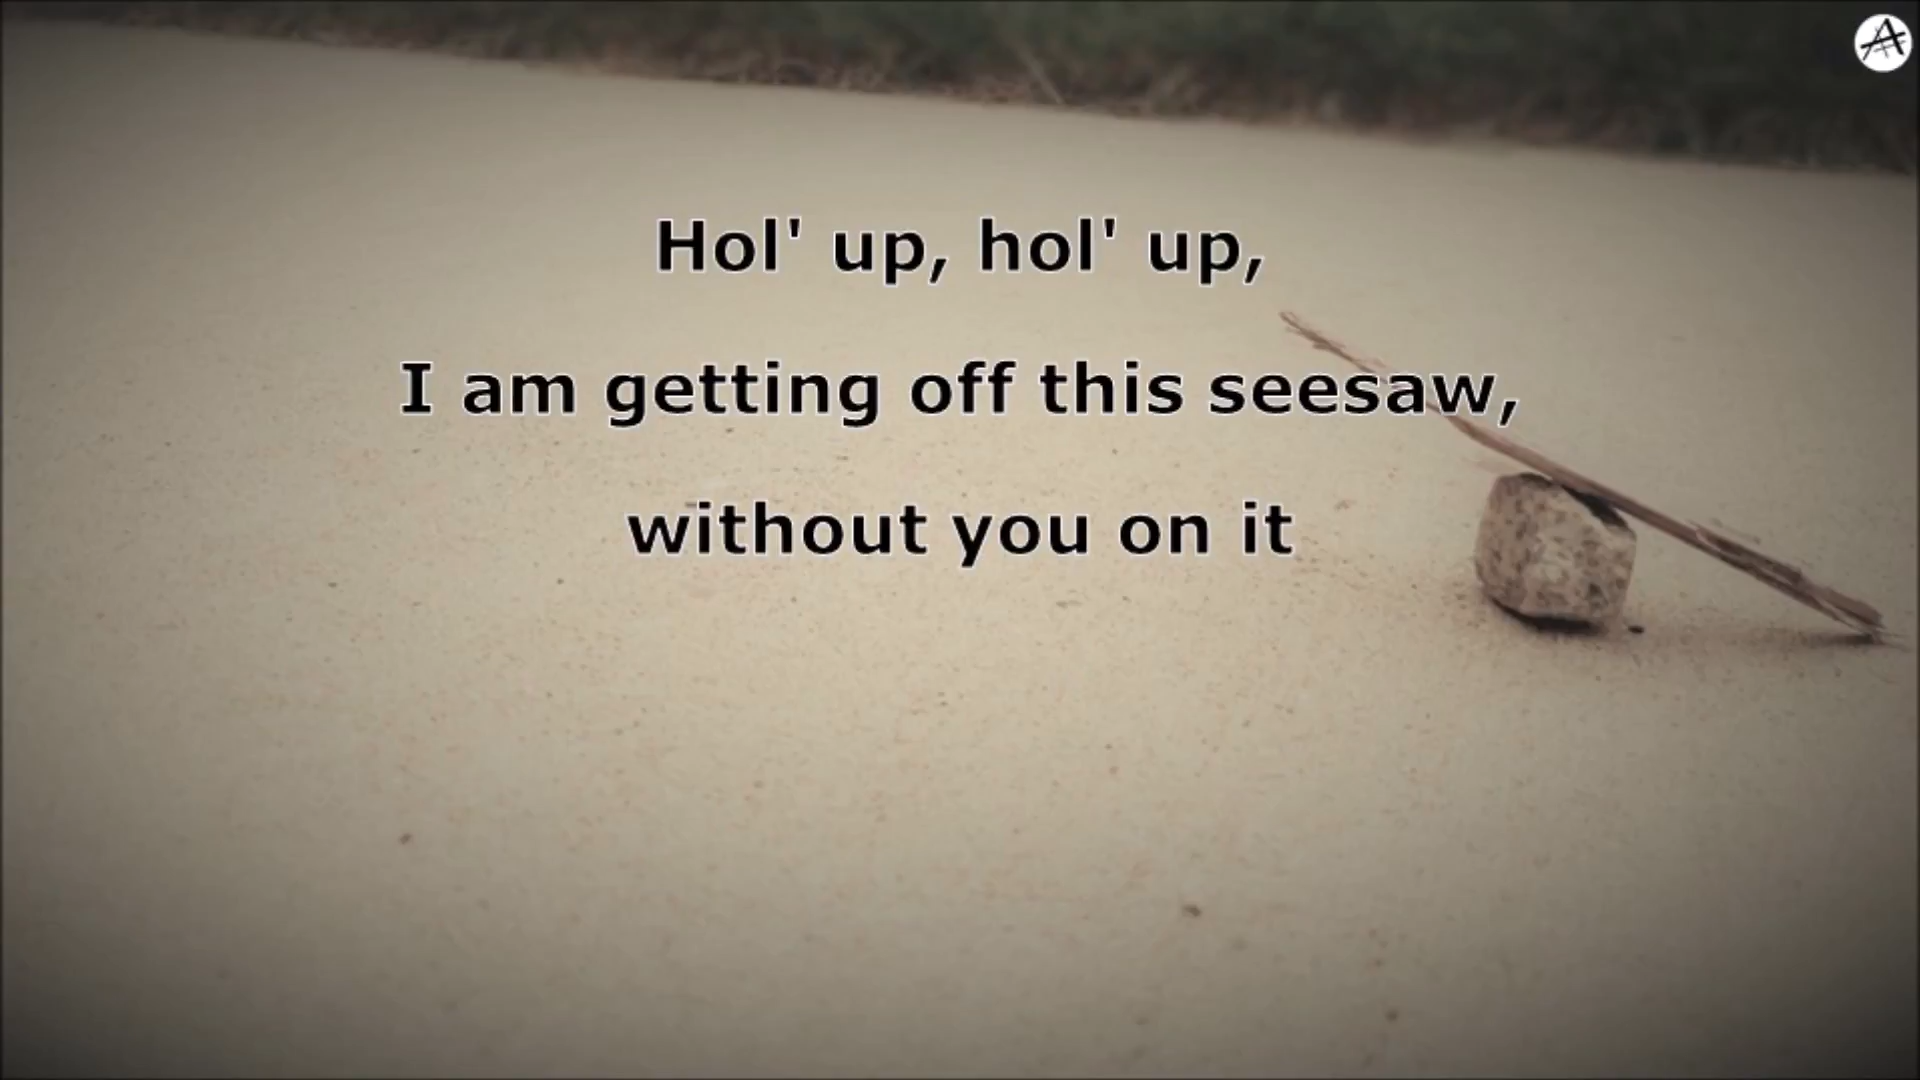 Hol' up, hol' up,
I am getting off this seesaw,
without you on it